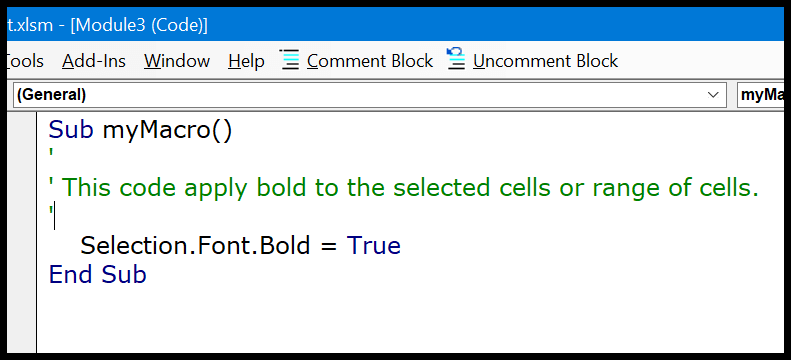 t.xlsm - [Module3 (Code)]
Tools Add-Ins Window Help Comment Block Uncomment Block
(General) myMa
Sub myMacro()
'
' This code apply bold to the selected cells or range of cells.
'
Selection.Font.Bold = True
End Sub